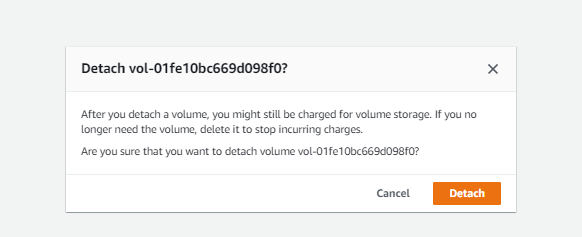 Detach vol-01fe10bc669d098f0?
After you detach a volume, you might still be charged for volume storage. If you no
longer need the volume, delete it to stop incurring charges.
Are you sure that you want to detach volume vol-01fe10bc669d098f0?
Cancel
Detach